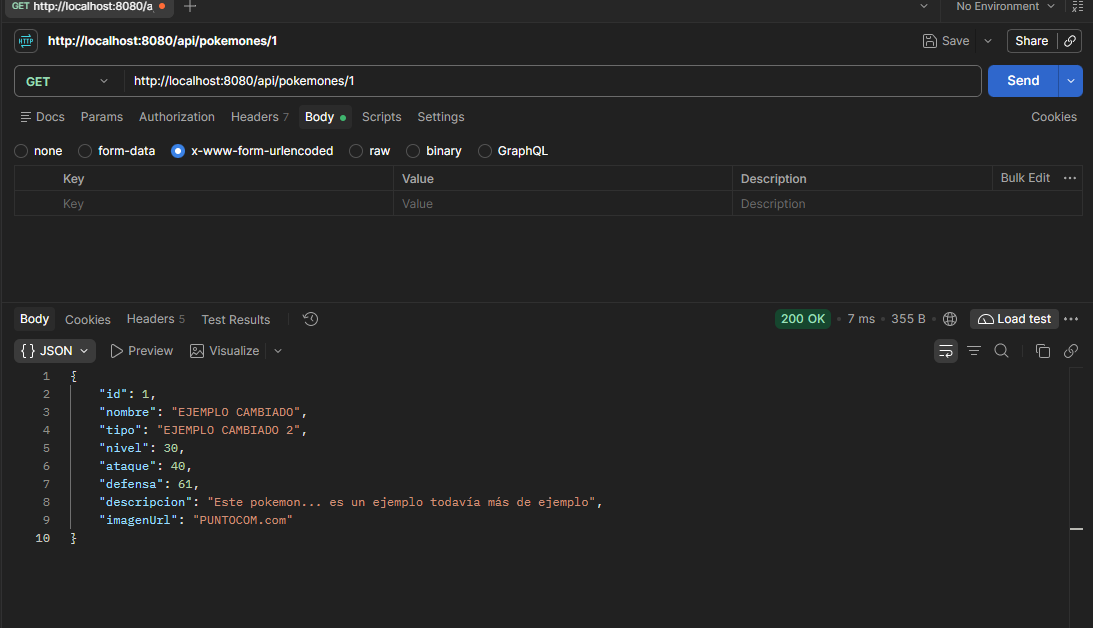 GET http://localhost:8080/a
No Environment
HTTP http://localhost:8080/api/pokemones/1
Save
Share
GET http://localhost:8080/api/pokemones/1
Send
Docs Params Authorization Headers 7 Body Scripts Settings Cookies
none form-data x-www-form-urlencoded raw binary GraphQL
Key Value Description Bulk Edit
Key Value Description
Body Cookies Headers 5 Test Results 200 OK 7 ms 355 B Load test
{ } JSON Preview Visualize
1 {
2 "id": 1,
3 "nombre": "EJEMPLO CAMBIADO",
4 "tipo": "EJEMPLO CAMBIADO 2",
5 "nivel": 30,
6 "ataque": 40,
7 "defensa": 61,
8 "descripcion": "Este pokemon... es un ejemplo todavía más de ejemplo",
9 "imagenUrl": "PUNTOCOM.com"
10 }